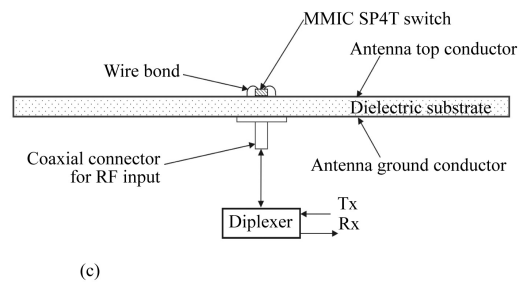 MMIC SP4T switch
Antenna top conductor
Wire bond
Dielectric substrate
Coaxial connector
for RF input
Antenna ground conductor
Tx
Diplexer
Rx
(c)